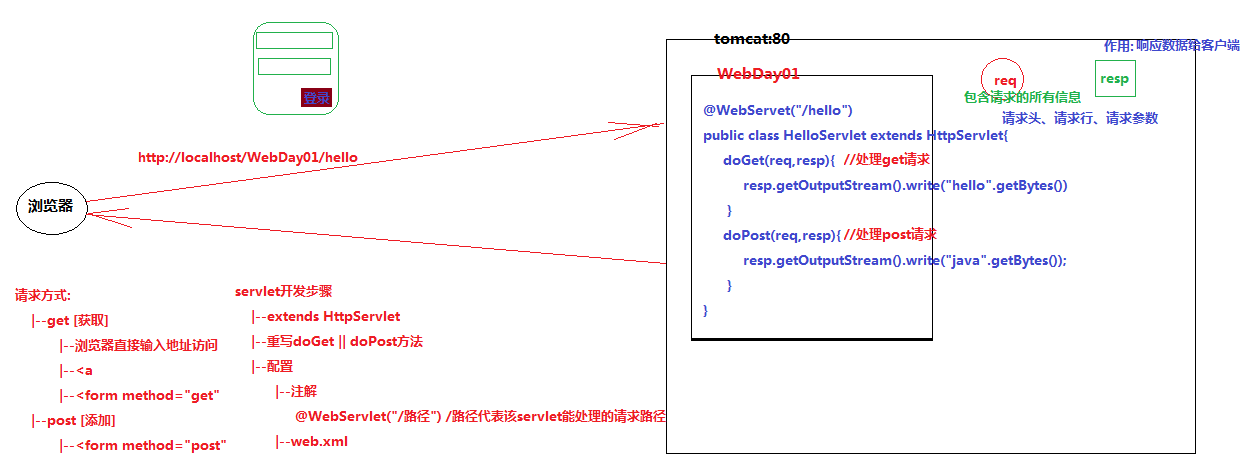 登录
http://localhost/WebDay01/hello
浏览器
请求方式:
|--get [获取]
|--浏览器直接输入地址访问
|--<a
|--<form method="get"
|--post [添加]
|--<form method="post"
servlet开发步骤
|--extends HttpServlet
|--重写doGet || doPost方法
|--配置
|--注解
@WebServlet("/路径") /路径代表该servlet能处理的请求路径
|--web.xml
tomcat:80
WebDay01
@WebServet("/hello")
public class HelloServlet extends HttpServlet{
doGet(req,resp){ //处理get请求
resp.getOutputStream().write("hello".getBytes())
}
doPost(req,resp){ //处理post请求
resp.getOutputStream().write("java".getBytes());
}
}
作用: 响应数据给客户端
req
resp
包含请求的所有信息
请求头、请求行、请求参数